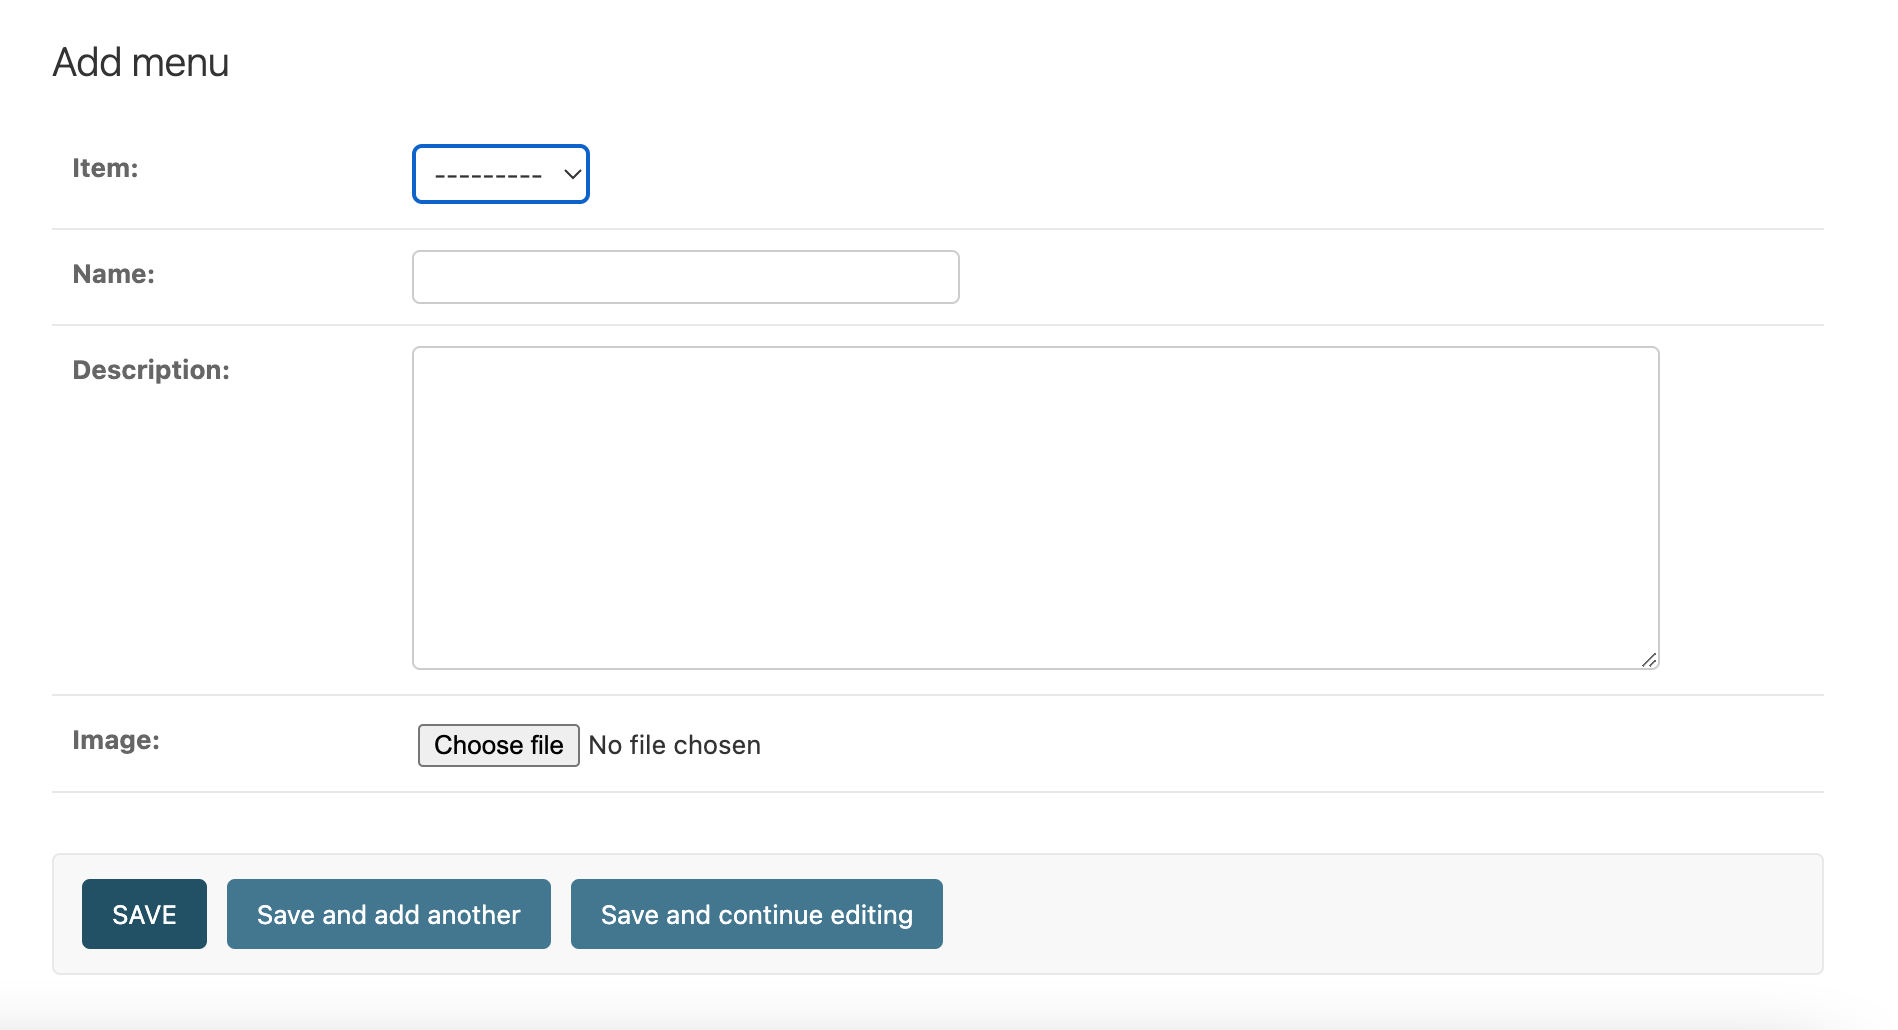 Add menu
Item:
---------
Name:
Description:
Image:
Choose file No file chosen
SAVE
Save and add another
Save and continue editing